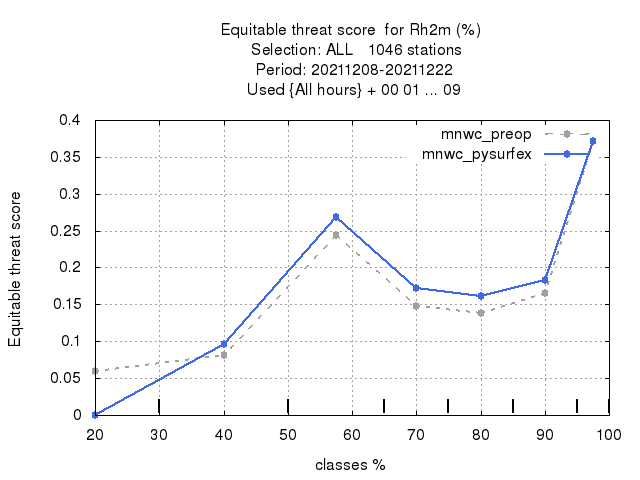 Equitable threat score  for Rh2m (%)
Selection: ALL   1046 stations
Period: 20211208-20211222
Used {All hours} + 00 01 ... 09
mnwc_preop
mnwc_pysurfex
Equitable threat score
0.4
0.35
0.3
0.25
0.2
0.15
0.1
0.05
0
20 30 40 50 60 70 80 90 100
classes %